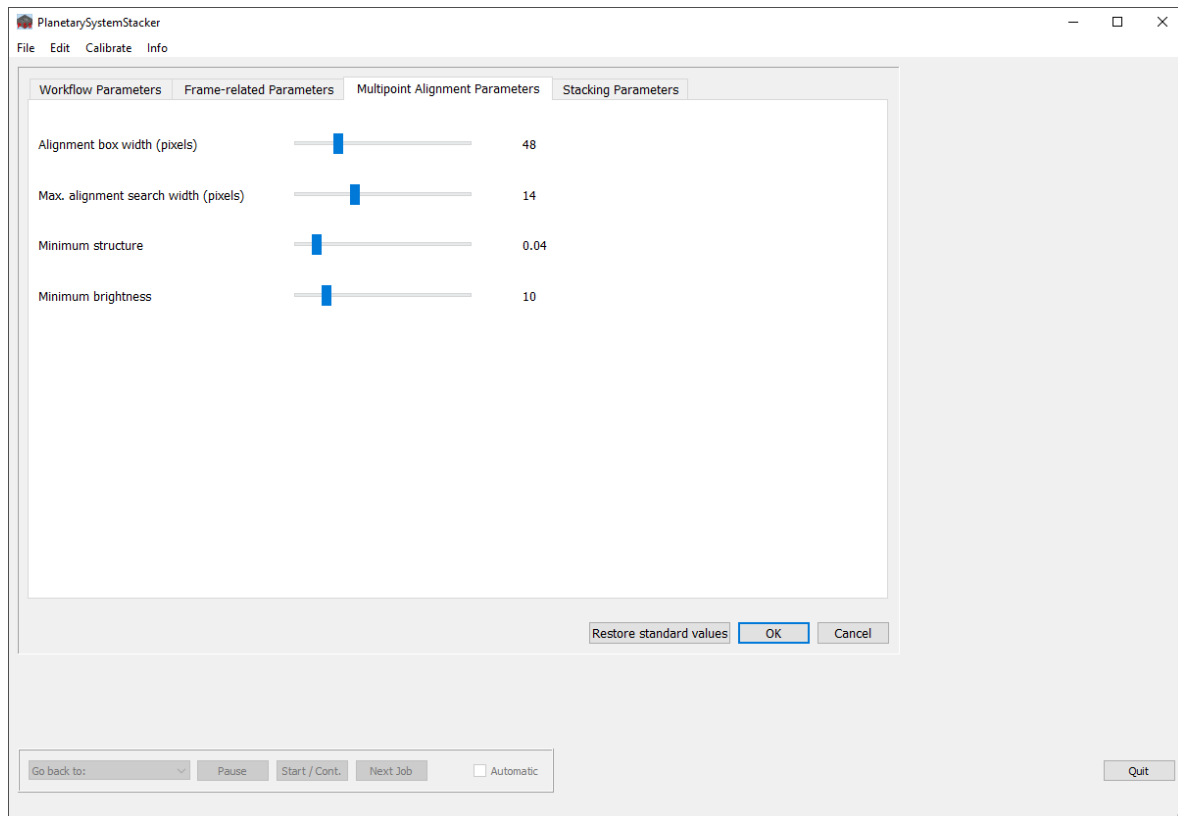 PlanetarySystemStacker
File Edit Calibrate Info
Workflow Parameters Frame-related Parameters Multipoint Alignment Parameters Stacking Parameters
Alignment box width (pixels) 48
Max. alignment search width (pixels) 14
Minimum structure 0.04
Minimum brightness 10
Restore standard values OK Cancel
Go back to: Pause Start / Cont. Next Job Automatic Quit